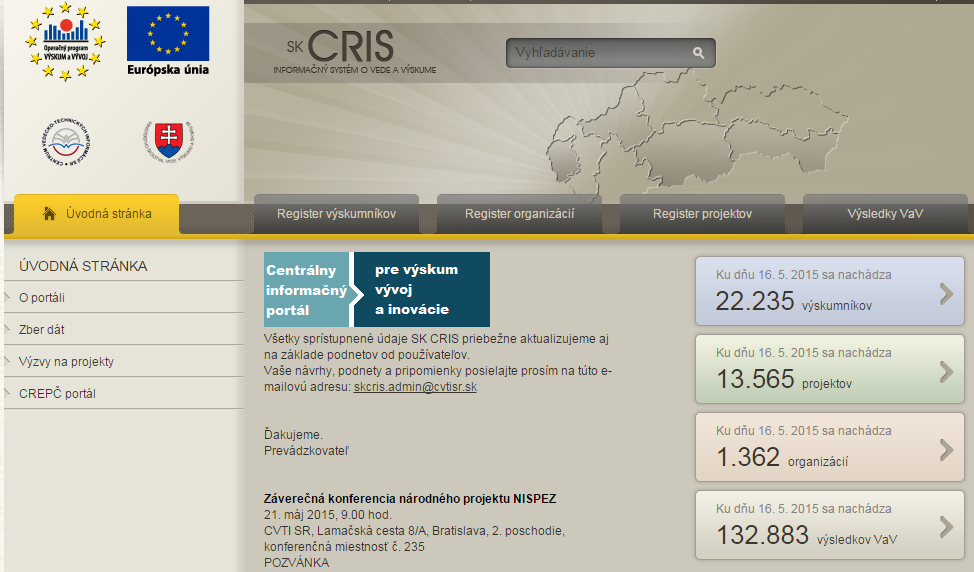 Operačný program
VÝSKUM a VÝVOJ
Európska únia
CENTRUM VEDECKO-TECHNICKÝCH INFORMÁCIÍ SR
SK CRIS
INFORMAČNÝ SYSTÉM O VEDE A VÝSKUME
Vyhľadávanie
Úvodná stránka
Register výskumníkov
Register organizácií
Register projektov
Výsledky VaV
ÚVODNÁ STRÁNKA
O portáli
Zber dát
Výzvy na projekty
CREPČ portál
Centrálny
informačný
portál
pre výskum
vývoj
a inovácie
Všetky sprístupnené údaje SK CRIS priebežne aktualizujeme aj
na základe podnetov od používateľov.
Vaše návrhy, podnety a pripomienky posielajte prosím na túto e-
mailovú adresu: skcris.admin@cvtisr.sk
Ďakujeme.
Prevádzkovateľ
Záverečná konferencia národného projektu NISPEZ
21. máj 2015, 9.00 hod.
CVTI SR, Lamačská cesta 8/A, Bratislava, 2. poschodie,
konferenčná miestnosť č. 235
POZVÁNKA
Ku dňu 16. 5. 2015 sa nachádza
22.235 výskumníkov
Ku dňu 16. 5. 2015 sa nachádza
13.565 projektov
Ku dňu 16. 5. 2015 sa nachádza
1.362 organizácií
Ku dňu 16. 5. 2015 sa nachádza
132.883 výsledkov VaV